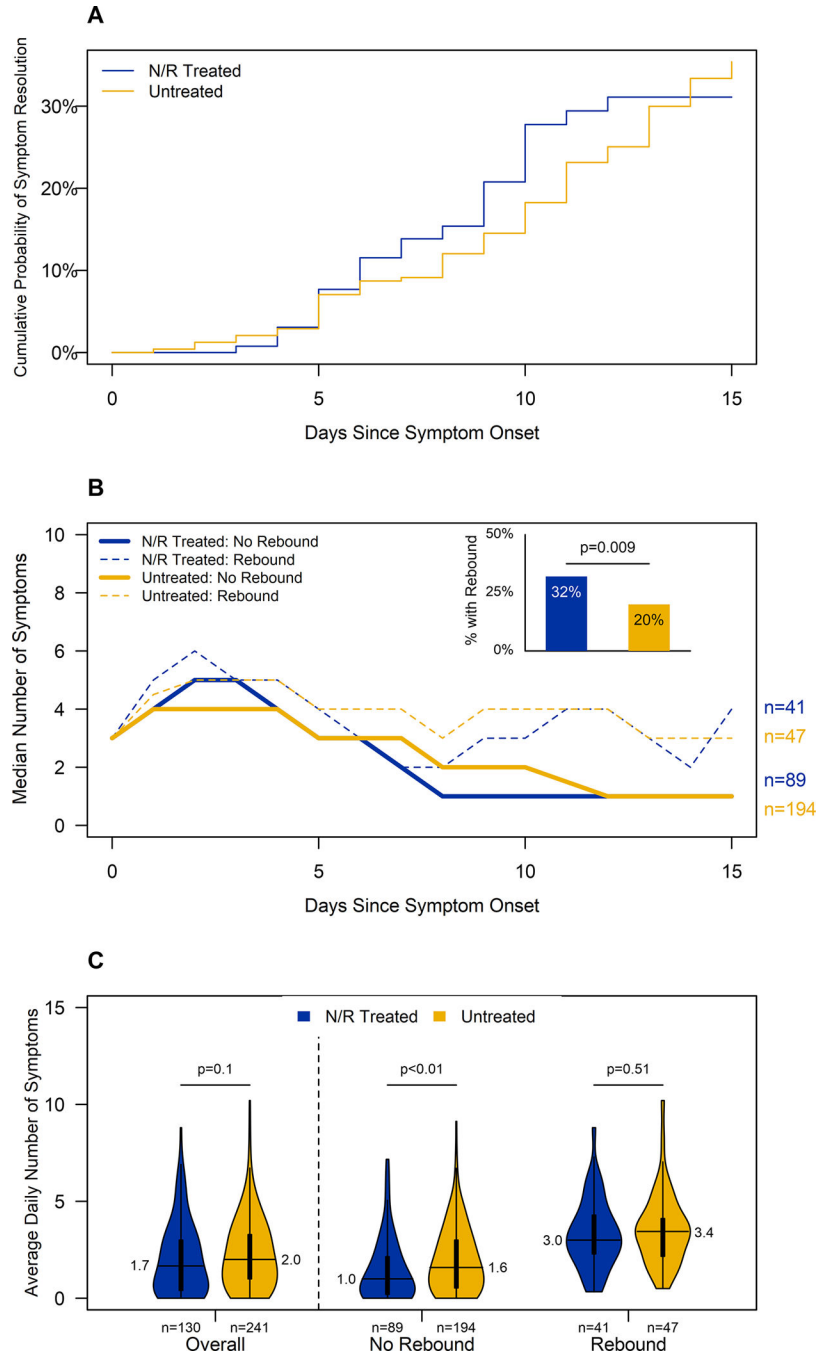 A
Cumulative Probability of Symptom Resolution
N/R Treated
Untreated
30%
20%
10%
0%
0 5 10 15
Days Since Symptom Onset
B
Median Number of Symptoms
10
8
6
4
2
0
N/R Treated: No Rebound
N/R Treated: Rebound
Untreated: No Rebound
Untreated: Rebound
% with Rebound
50%
25%
0%
p=0.009
32%
20%
n=41
n=47
n=89
n=194
0 5 10 15
Days Since Symptom Onset
C
Average Daily Number of Symptoms
15
10
5
0
N/R Treated Untreated
p=0.1 p<0.01 p=0.51
1.7 2.0 1.0 1.6 3.0 3.4
n=130 n=241 n=89 n=194 n=41 n=47
Overall No Rebound Rebound